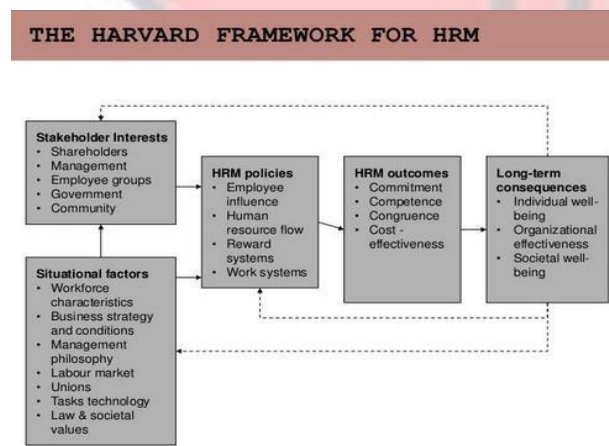 THE HARVARD FRAMEWORK FOR HRM
Stakeholder Interests
• Shareholders
• Management
• Employee groups
• Government
• Community
Situational factors
• Workforce
characteristics
• Business strategy
and conditions
• Management
philosophy
• Labour market
• Unions
• Tasks technology
• Law & societal
values
HRM policies
• Employee
influence
• Human
resource flow
• Reward
systems
• Work systems
HRM outcomes
• Commitment
• Competence
• Congruence
• Cost -
effectiveness
Long-term
consequences
• Individual well-
being
• Organizational
effectiveness
• Societal well-
being